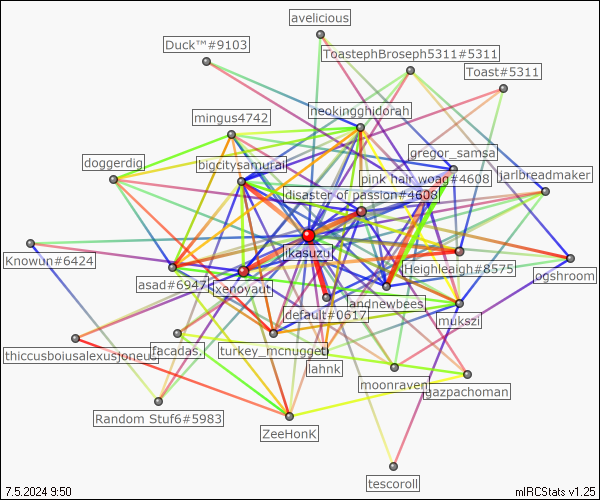 avelicious
Duck™#9103
ToastephBroseph5311#5311
Toast#5311
neokingghidorah
mingus4742
gregor_samsa
doggerdig
bigcitysamurai
pink hair woag#4608
jarlbreadmaker
disaster of passion#4608
ikasuzu
Knowun#6424
asad#6947
xenoyaut
Heighleigh#8575
ogshroom
andnewbees
default#0617
mukszi
thiccusboiusalexusjoneus
facadas.
turkey_mcnugget
lahnk
moonraven
gazpachoman
Random Stuf6#5983
ZeeHonK
tescoroll
7.5.2024 9:50
mIRCStats v1.25